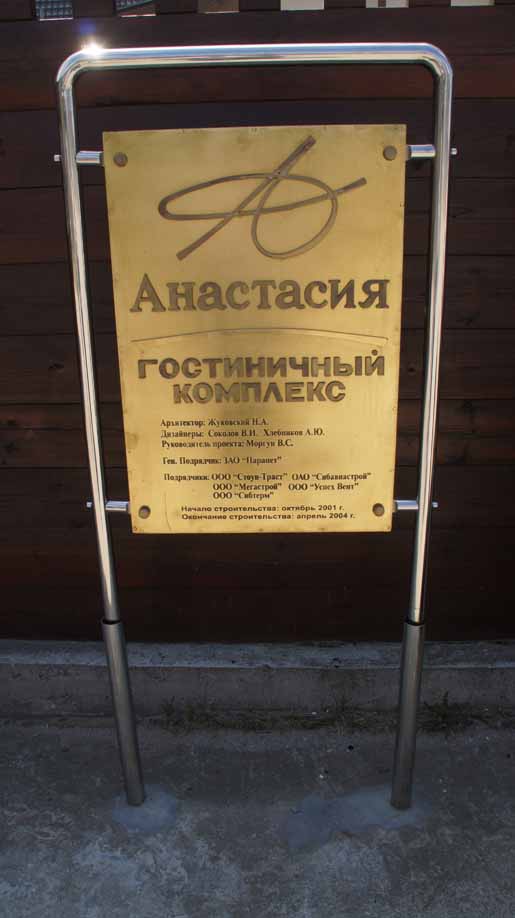 Анастасия
ГОСТИНИЧНЫЙ
КОМПЛЕКС
Архитектор: Жуковский Н.А.
Дизайнеры: Соколов В.И. Хлебников А.Ю.
Руководитель проекта: Моргун В.С.
Ген. Подрядчик: ЗАО "Парапет"
Подрядчики: ООО "Стоун-Траст" ОАО "Сибавиастрой"
ООО "Мегастрой" ООО "Успех Вент"
ООО "Сибтерм"
Начало строительства: октябрь 2001 г.
Окончание строительства: апрель 2004 г.